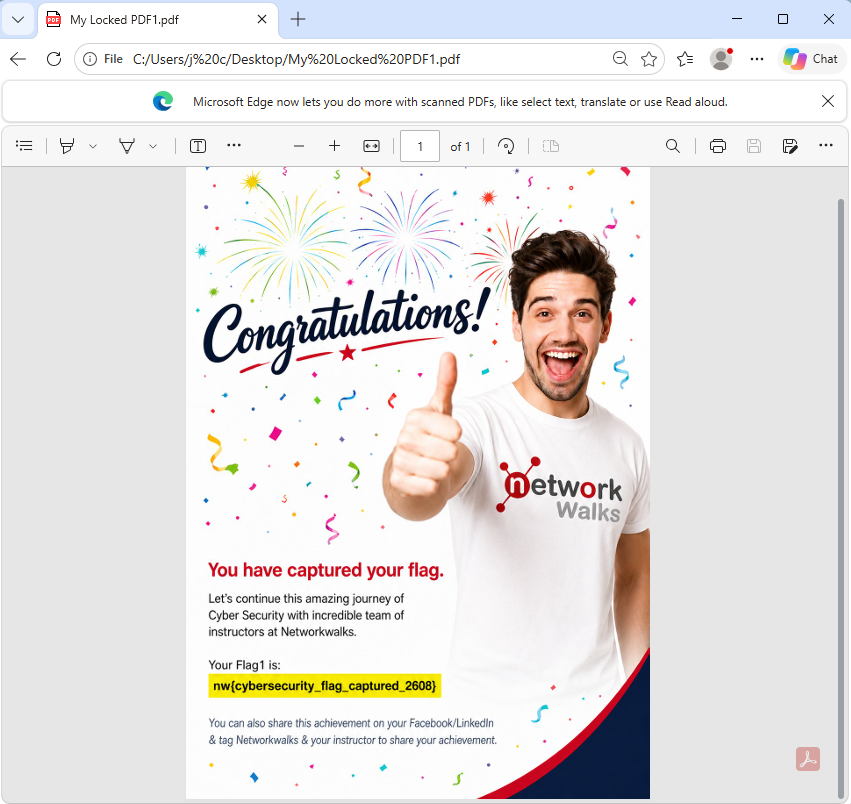 My Locked PDF1.pdf
File C:/Users/j%20c/Desktop/My%20Locked%20PDF1.pdf
Chat
Microsoft Edge now lets you do more with scanned PDFs, like select text, translate or use Read aloud.
1 of 1
Congratulations!
network
Walks
You have captured your flag.
Let's continue this amazing journey of
Cyber Security with incredible team of
instructors at Networkwalks.
Your Flag1 is:
nw{cybersecurity_flag_captured_2608}
You can also share this achievement on your Facebook/LinkedIn
& tag Networkwalks & your instructor to share your achievement.